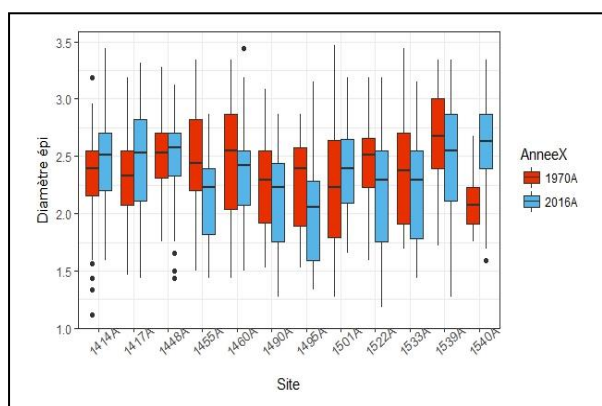 3.5
3.0
2.5
2.0
1.5
1.0
Diamètre épi
1414A
1417A
1448A
1455A
1460A
1490A
1495A
1501A
1522A
1533A
1539A
1540A
Site
AnneeX
1970A
2016A